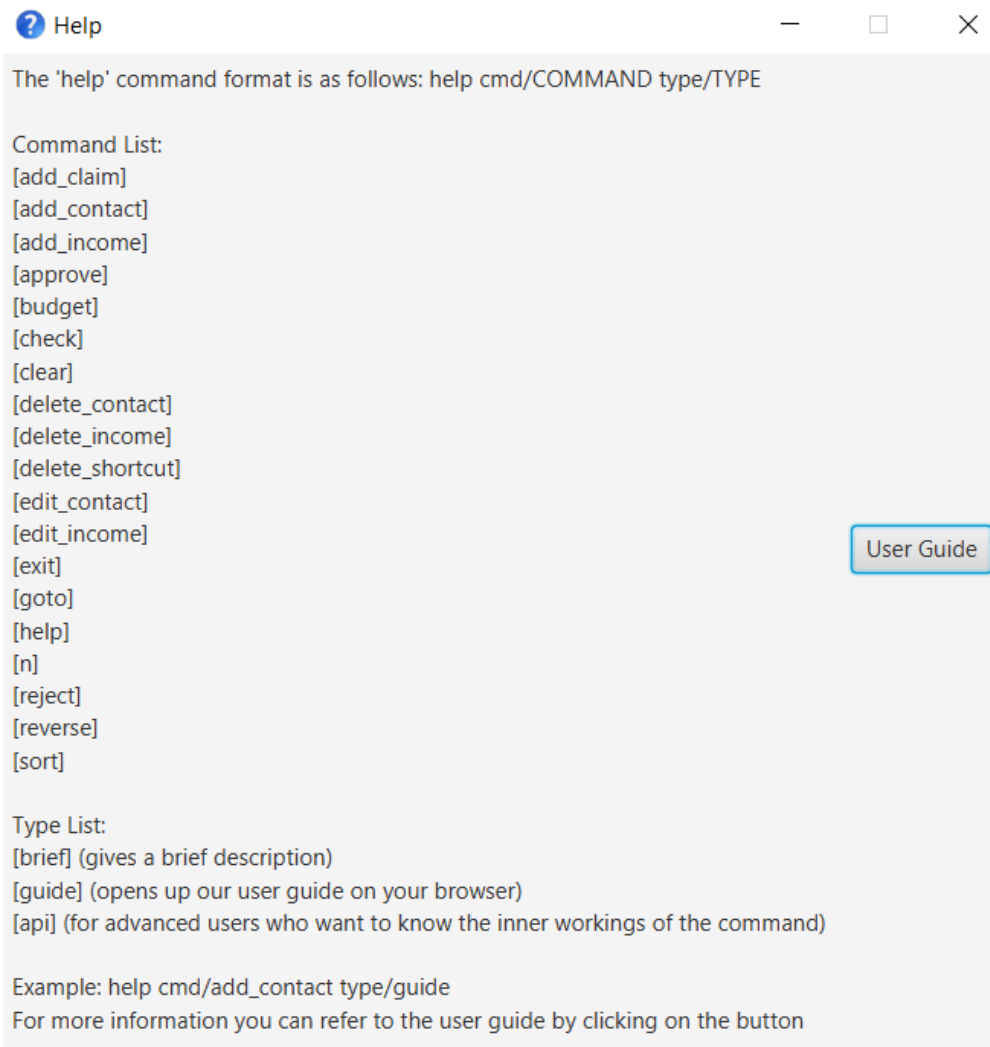 Help
The 'help' command format is as follows: help cmd/COMMAND type/TYPE
Command List:
[add_claim]
[add_contact]
[add_income]
[approve]
[budget]
[check]
[clear]
[delete_contact]
[delete_income]
[delete_shortcut]
[edit_contact]
[edit_income]
User Guide
[exit]
[goto]
[help]
[n]
[reject]
[reverse]
[sort]
Type List:
[brief] (gives a brief description)
[guide] (opens up our user guide on your browser)
[api] (for advanced users who want to know the inner workings of the command)
Example: help cmd/add_contact type/guide
For more information you can refer to the user guide by clicking on the button